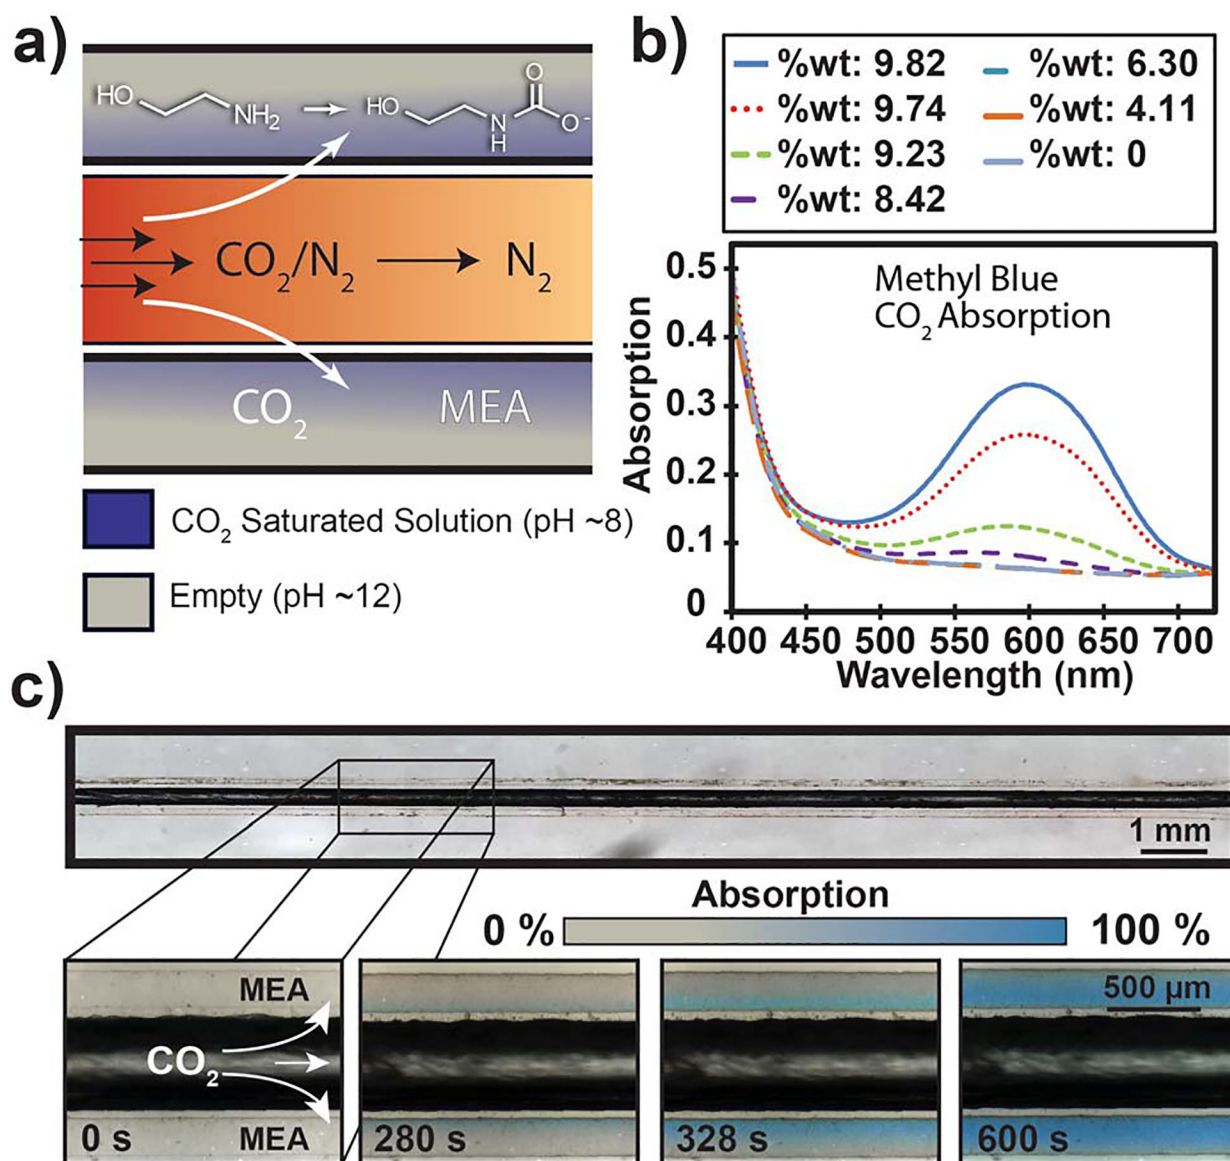 a)
HO
NH2
HO
N
H
O
O-
CO2/N2
N2
CO2
MEA
CO2 Saturated Solution (pH ~8)
Empty (pH ~12)
b)
%wt: 9.82
%wt: 6.30
%wt: 9.74
%wt: 4.11
%wt: 9.23
%wt: 0
%wt: 8.42
Methyl Blue
CO2 Absorption
Absorption
0.5
0.4
0.3
0.2
0.1
0
400 450 500 550 600 650 700
Wavelength (nm)
c)
1 mm
Absorption
0 %
100 %
MEA
CO2
0 s
MEA
280 s
328 s
500 µm
600 s